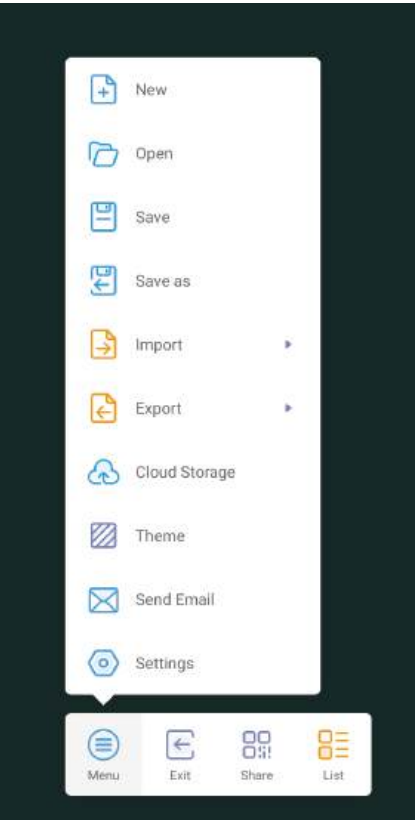 New
Open
Save
Save as
Import
Export
Cloud Storage
Theme
Send Email
Settings
Menu Exit Share List